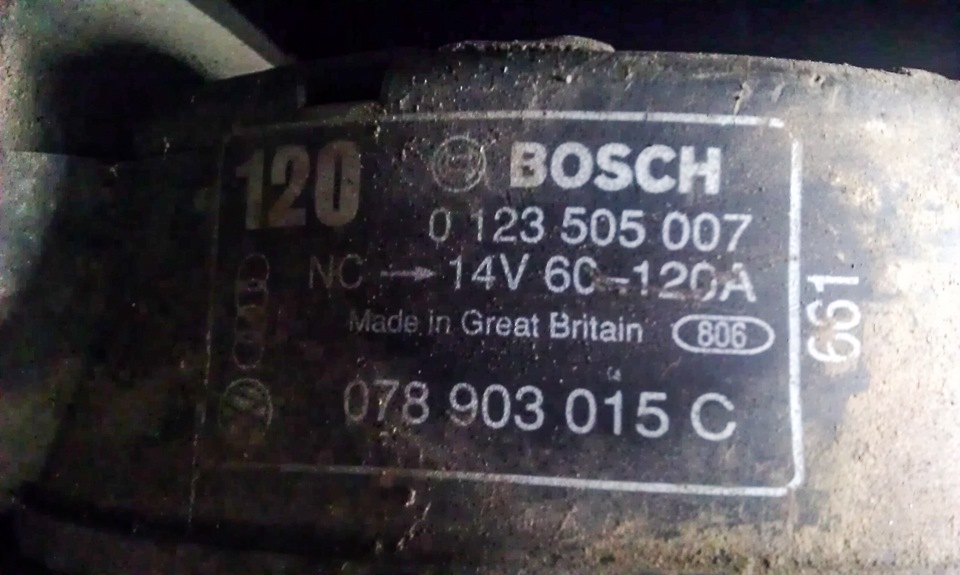 120 BOSCH
0 123 505 007
NC → 14V 60-120A
Made in Great Britain 806
078 903 015 C
661